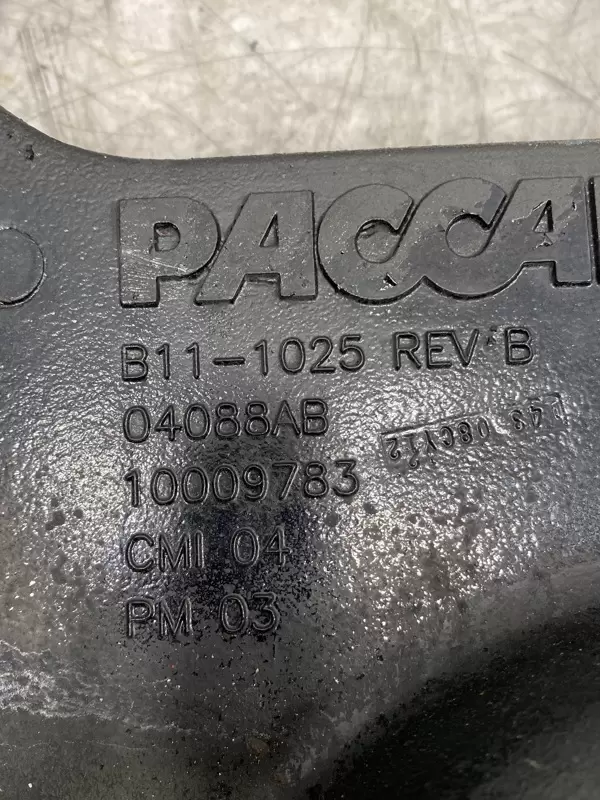 PACCA
B11-1025 REV B
04088AB
10009783
CMI 04
PM 03